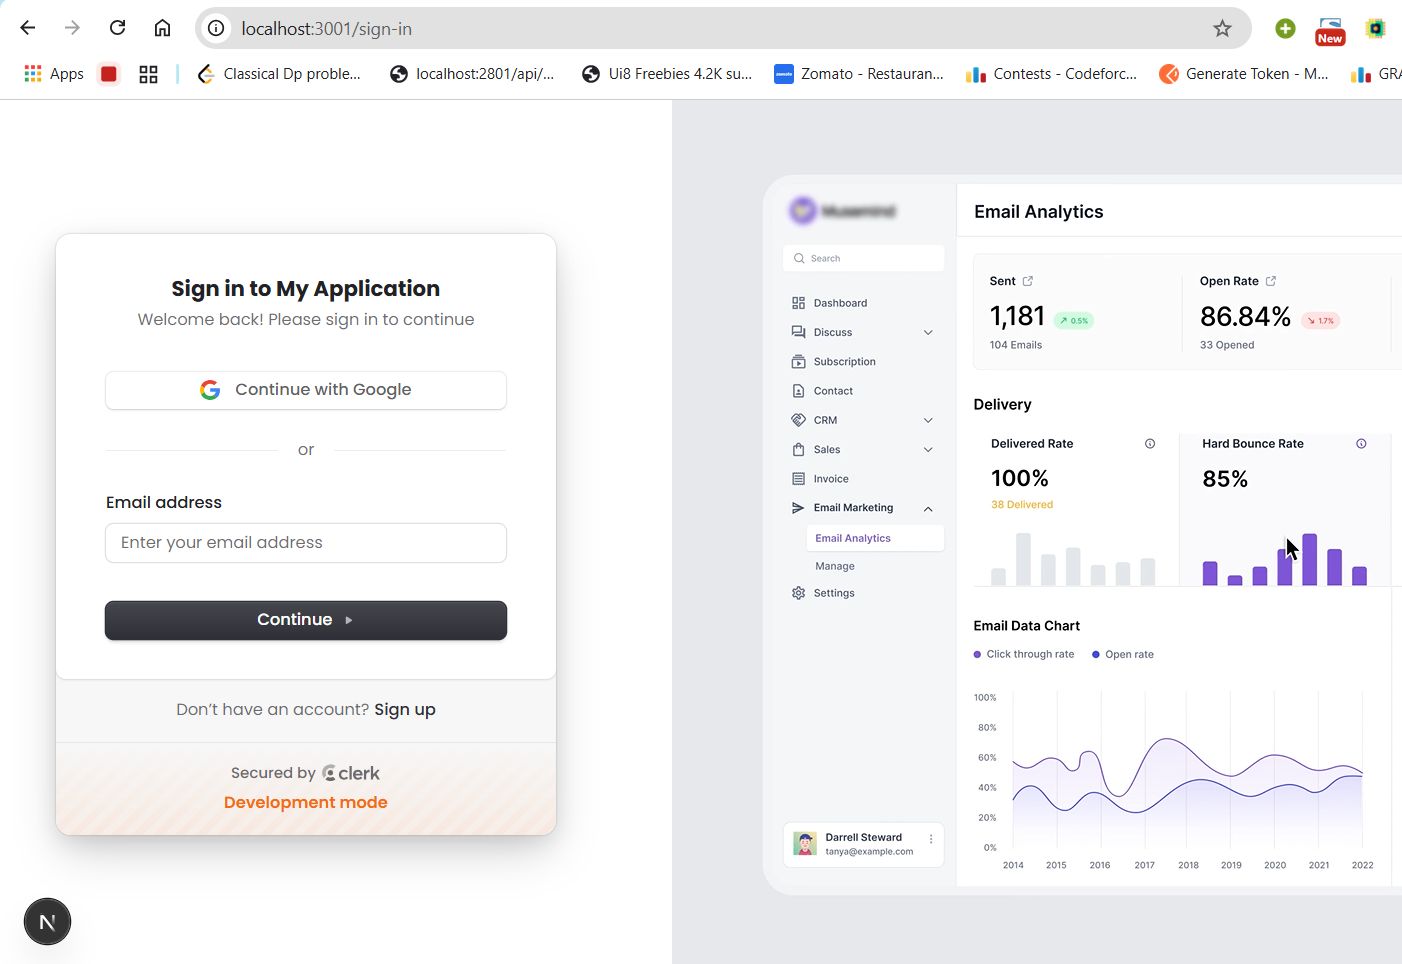 localhost:3001/sign-in
New
Apps
Classical Dp proble...
localhost:2801/api/...
Ui8 Freebies 4.2K su...
zomato
Zomato - Restauran...
Contests - Codeforc...
Generate Token - M...
GRA
Sign in to My Application
Welcome back! Please sign in to continue
Continue with Google
or
Email address
Enter your email address
Continue
Don't have an account? Sign up
Secured by clerk
Development mode
N
Musemind
Search
Dashboard
Discuss
Subscription
Contact
CRM
Sales
Invoice
Email Marketing
Email Analytics
Manage
Settings
Darrell Steward
tanya@example.com
Email Analytics
Sent
1,181 0.5%
104 Emails
Open Rate
86.84% 1.7%
33 Opened
Delivery
Delivered Rate
100%
38 Delivered
Hard Bounce Rate
85%
Email Data Chart
Click through rate Open rate
100%
80%
60%
40%
20%
0%
2014 2015 2016 2017 2018 2019 2020 2021 2022